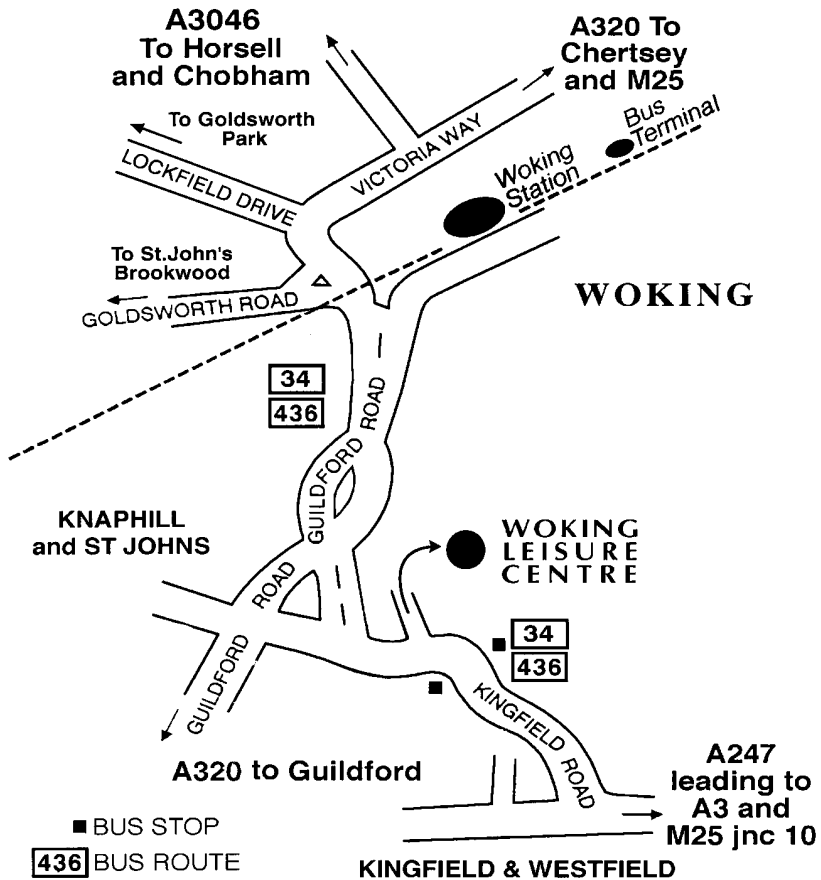 A3046
To Horsell
and Chobham
A320 To
Chertsey
and M25
To Goldsworth
Park
Bus
Terminal
LOCKFIELD DRIVE
VICTORIA WAY
Woking
Station
To St.John's
Brookwood
GOLDSWORTH ROAD
WOKING
34
436
GUILDFORD ROAD
KNAPHILL
and ST JOHNS
WOKING
LEISURE
CENTRE
GUILDFORD ROAD
34
436
KINGFIELD ROAD
A320 to Guildford
A247
leading to
A3 and
M25 jnc 10
BUS STOP
436 BUS ROUTE
KINGFIELD & WESTFIELD